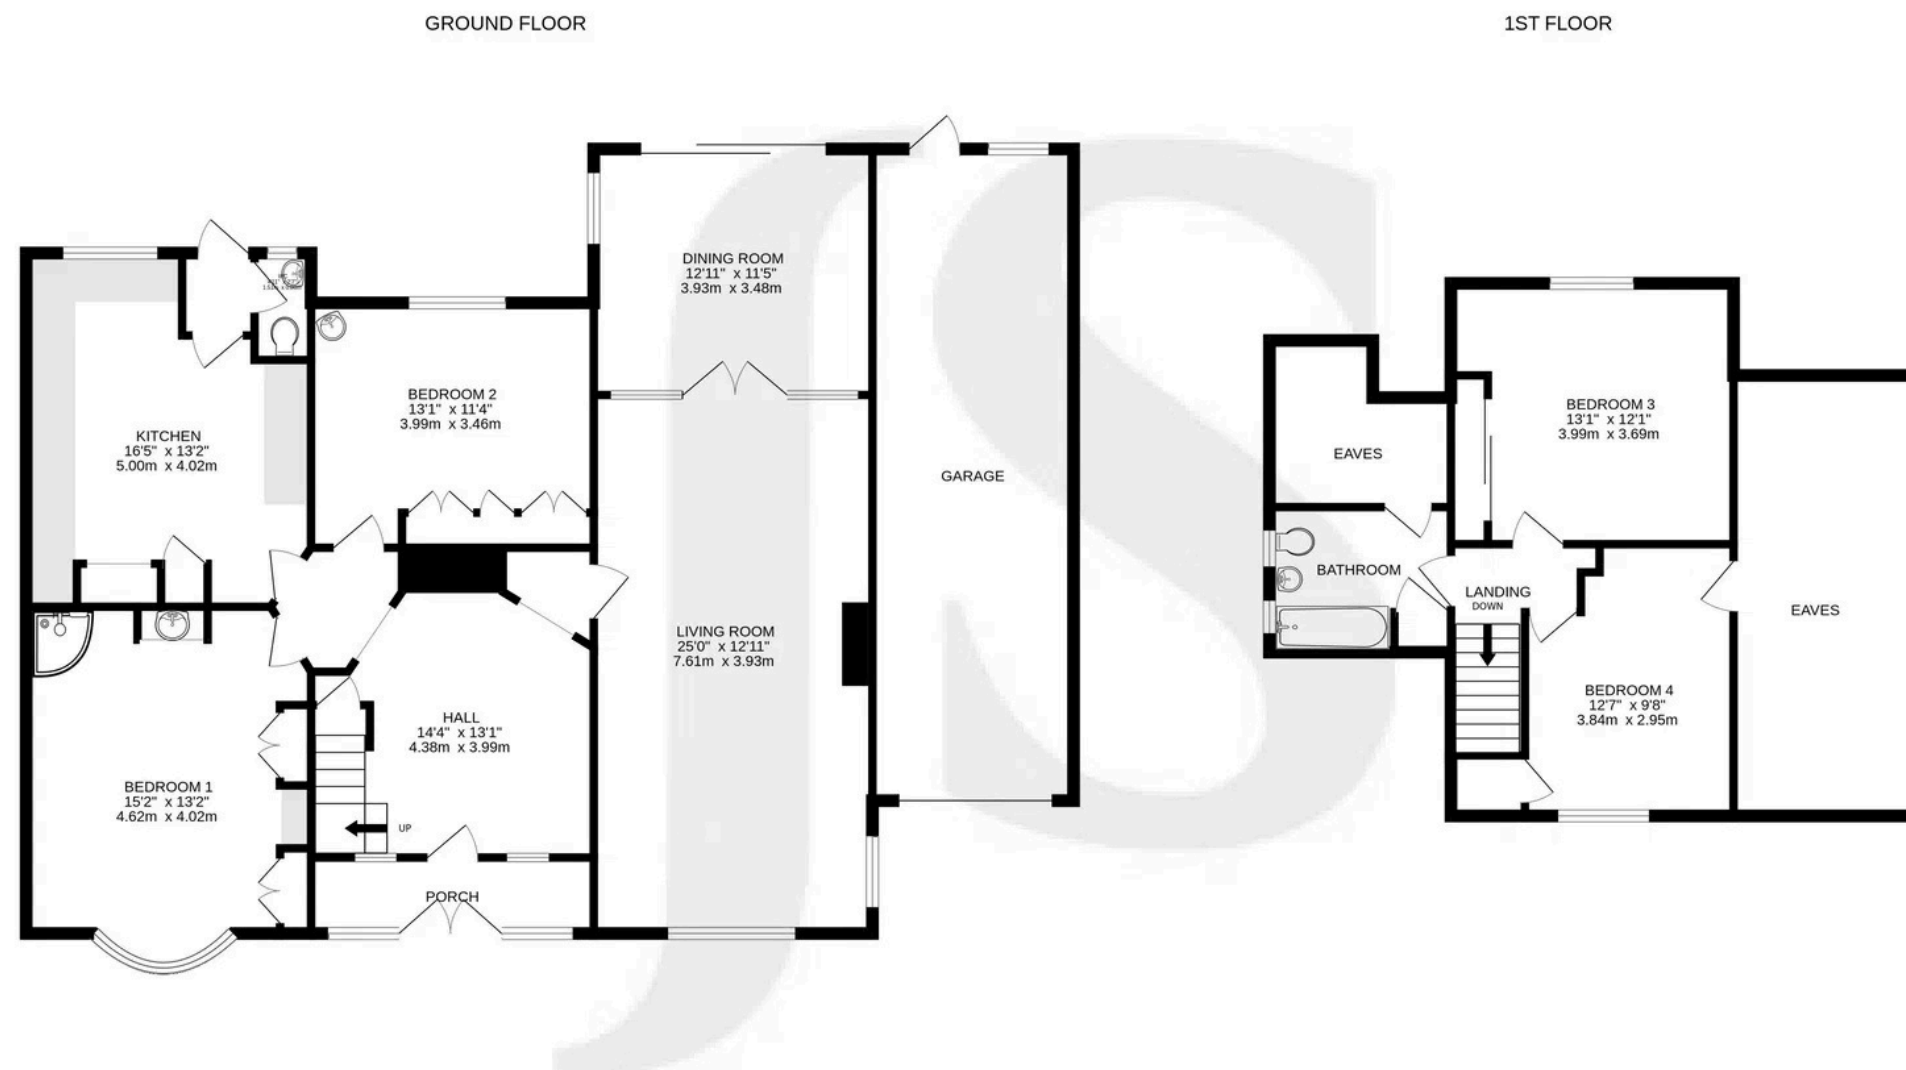 GROUND FLOOR
1ST FLOOR
DINING ROOM
12'11" x 11'5"
3.93m x 3.48m
BEDROOM 2
13'1" x 11'4"
3.99m x 3.46m
KITCHEN
16'5" x 13'2"
5.00m x 4.02m
GARAGE
LIVING ROOM
25'0" x 12'11"
7.61m x 3.93m
HALL
14'4" x 13'1"
4.38m x 3.99m
BEDROOM 1
15'2" x 13'2"
4.62m x 4.02m
UP
PORCH
BEDROOM 3
13'1" x 12'1"
3.99m x 3.69m
EAVES
BATHROOM
LANDING
DOWN
EAVES
BEDROOM 4
12'7" x 9'8"
3.84m x 2.95m
JS